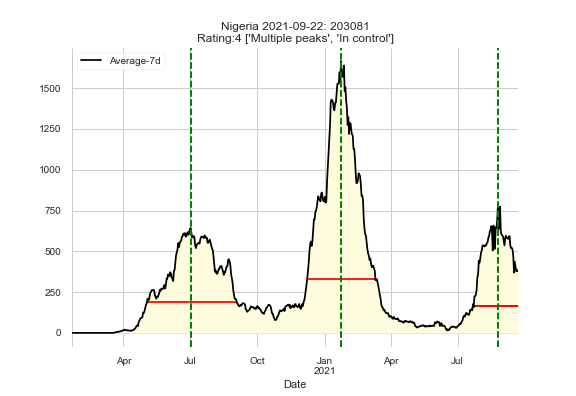 Nigeria 2021-09-22: 203081
Rating:4 ['Multiple peaks', 'In control']
Average-7d
1500
1250
1000
750
500
250
0
Apr Jul Oct Jan Apr Jul
2021
Date